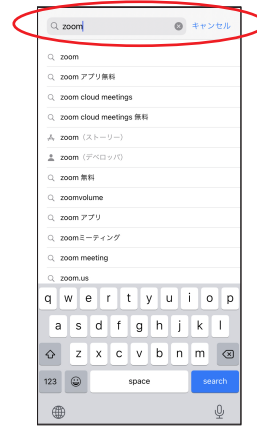 zoom キャンセル
zoom
zoom アプリ無料
zoom cloud meetings
zoom cloud meetings 無料
zoom（ストーリー）
zoom（デベロッパ）
zoom 無料
zoomvolume
zoom アプリ
zoomミーティング
zoom meeting
zoom.us
q w e r t y u i o p
a s d f g h j k l
z x c v b n m
123 space search